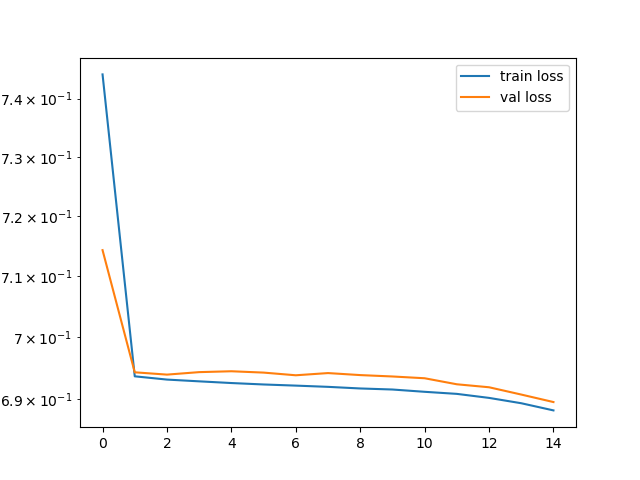 train loss
val loss
7.4 × 10⁻¹
7.3 × 10⁻¹
7.2 × 10⁻¹
7.1 × 10⁻¹
7 × 10⁻¹
6.9 × 10⁻¹
0 2 4 6 8 10 12 14